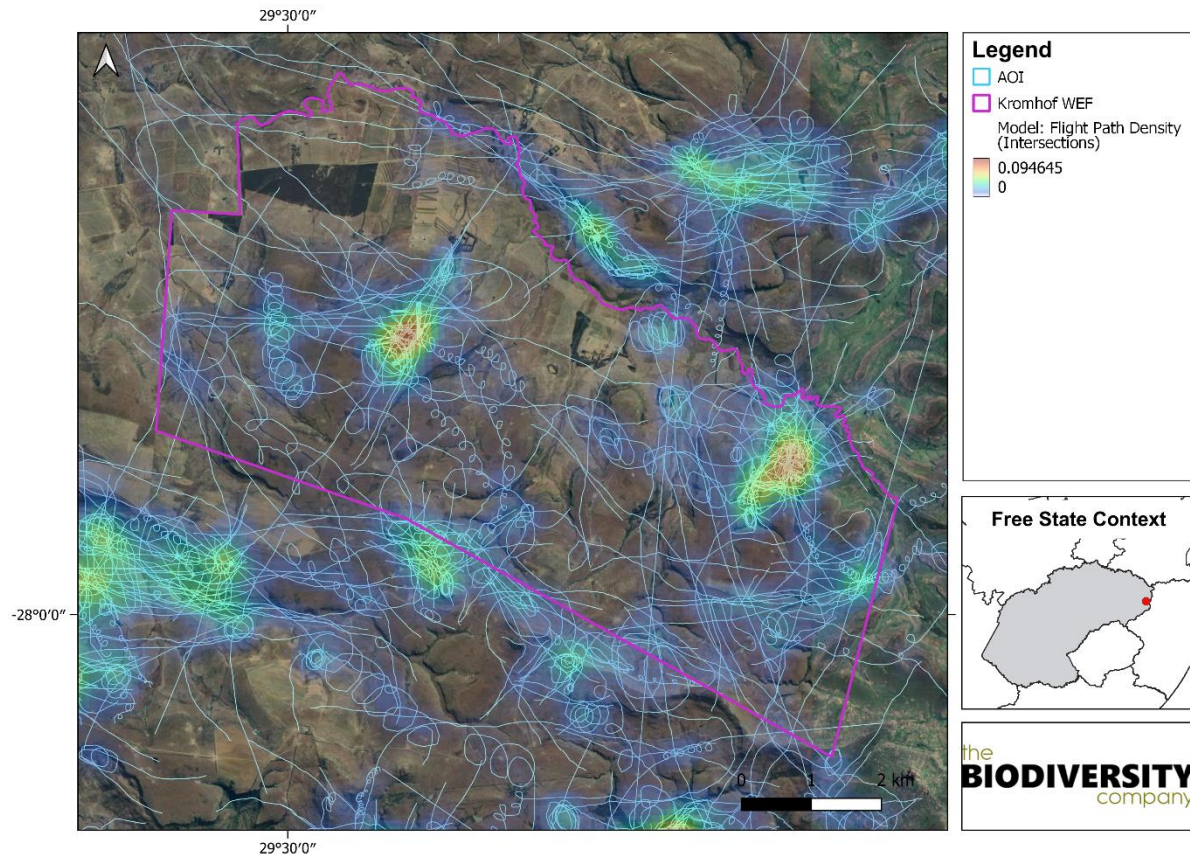 29°30'0"
Legend
AOI
Kromhof WEF
Model: Flight Path Density
(Intersections)
0.094645
0
Free State Context
-28°0'0"
0 1 2 km
the
BIODIVERSITY
company
29°30'0"